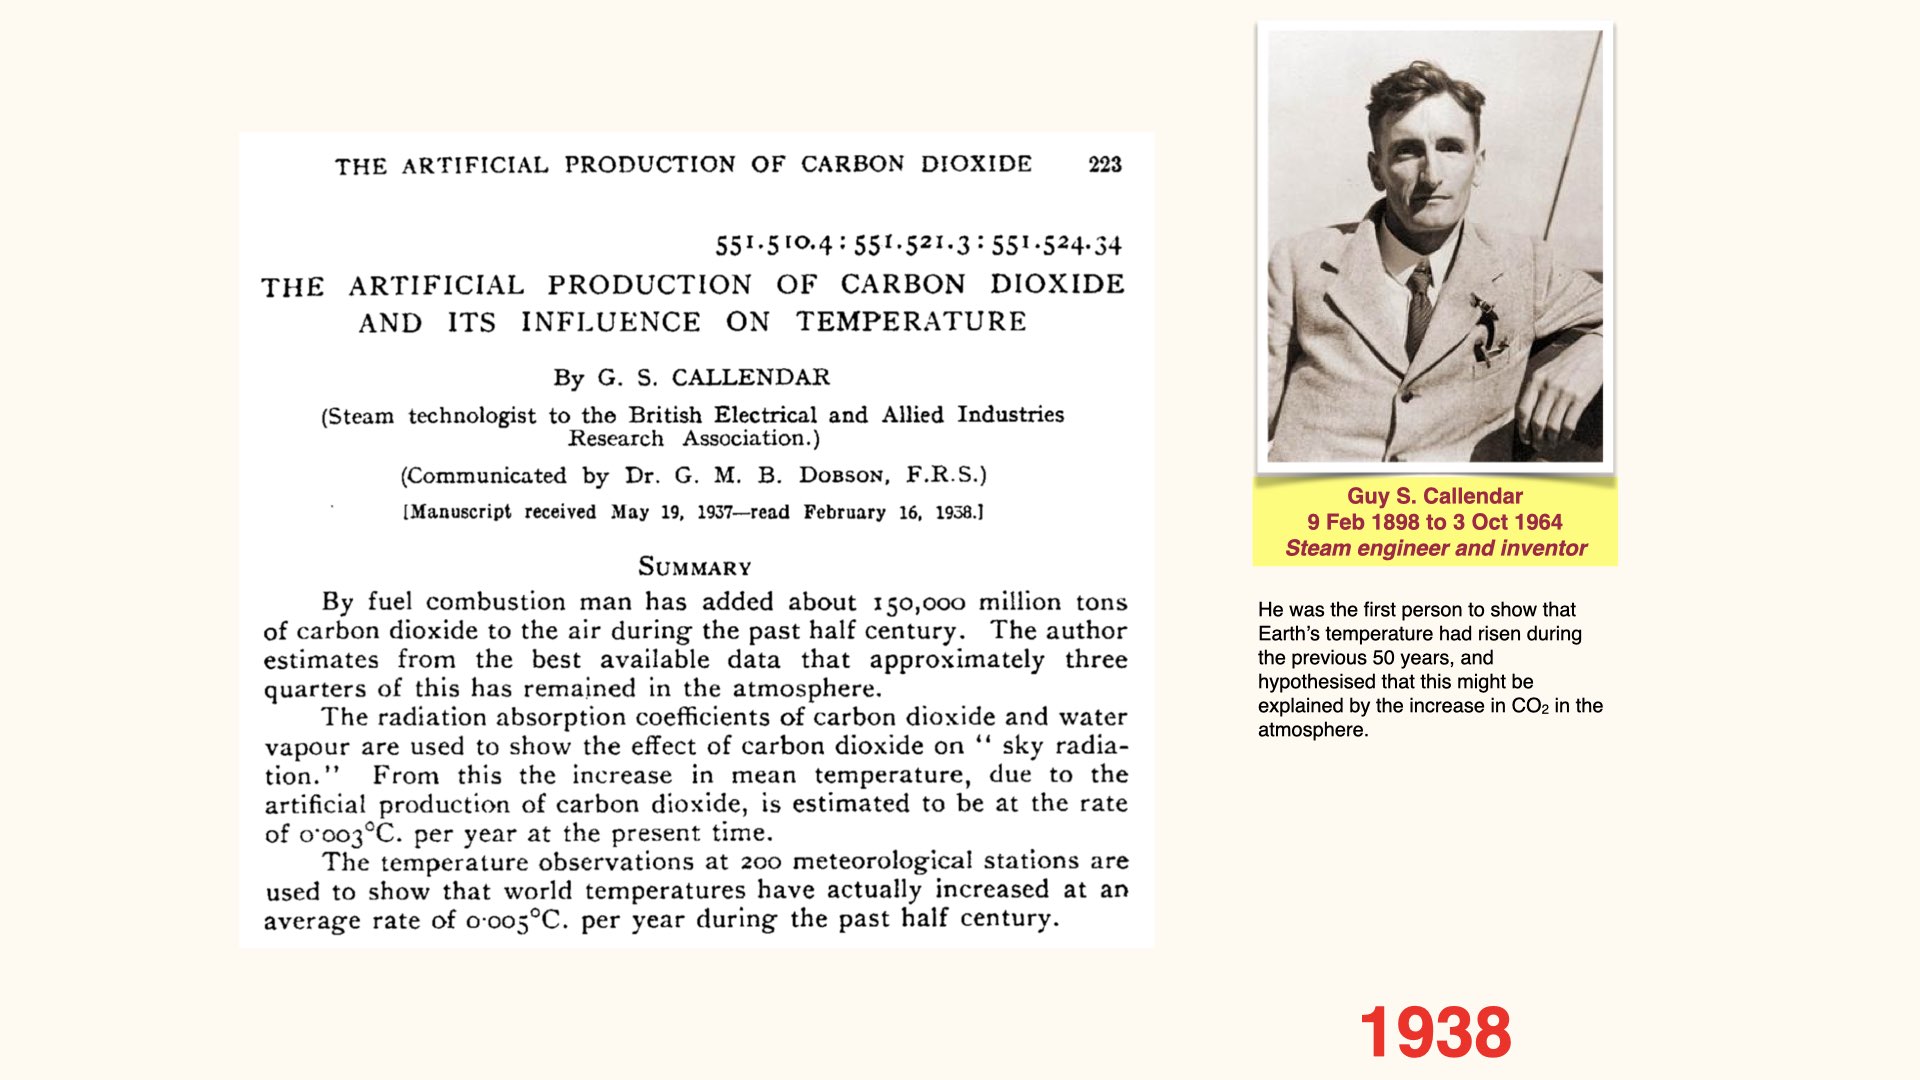 THE ARTIFICIAL PRODUCTION OF CARBON DIOXIDE 223
551.510.4 : 551.521.3 : 551.524.34
THE ARTIFICIAL PRODUCTION OF CARBON DIOXIDE
AND ITS INFLUENCE ON TEMPERATURE
By G. S. CALLENDAR
(Steam technologist to the British Electrical and Allied Industries
Research Association.)
(Communicated by Dr. G. M. B. DOBSON, F.R.S.)
[Manuscript received May 19, 1937—read February 16, 1938.]
SUMMARY
By fuel combustion man has added about 150,000 million tons
of carbon dioxide to the air during the past half century. The author
estimates from the best available data that approximately three
quarters of this has remained in the atmosphere.
The radiation absorption coefficients of carbon dioxide and water
vapour are used to show the effect of carbon dioxide on “ sky radia-
tion.” From this the increase in mean temperature, due to the
artificial production of carbon dioxide, is estimated to be at the rate
of 0·003°C. per year at the present time.
The temperature observations at 200 meteorological stations are
used to show that world temperatures have actually increased at an
average rate of 0·005°C. per year during the past half century.
Guy S. Callendar
9 Feb 1898 to 3 Oct 1964
Steam engineer and inventor
He was the first person to show that
Earth’s temperature had risen during
the previous 50 years, and
hypothesised that this might be
explained by the increase in CO₂ in the
atmosphere.
1938